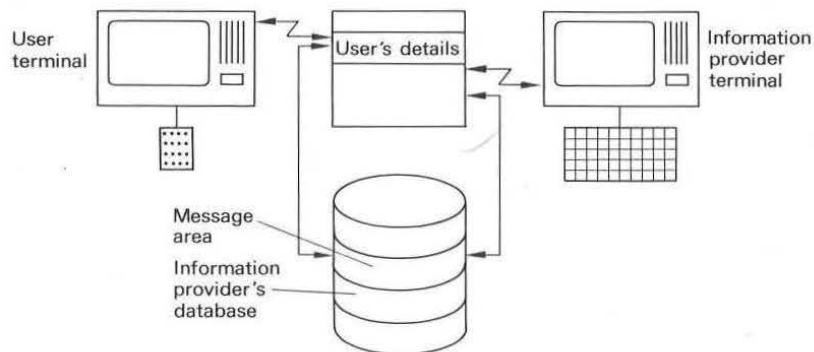 User
terminal
User's details
Information
provider
terminal
Message
area
Information
provider's
database